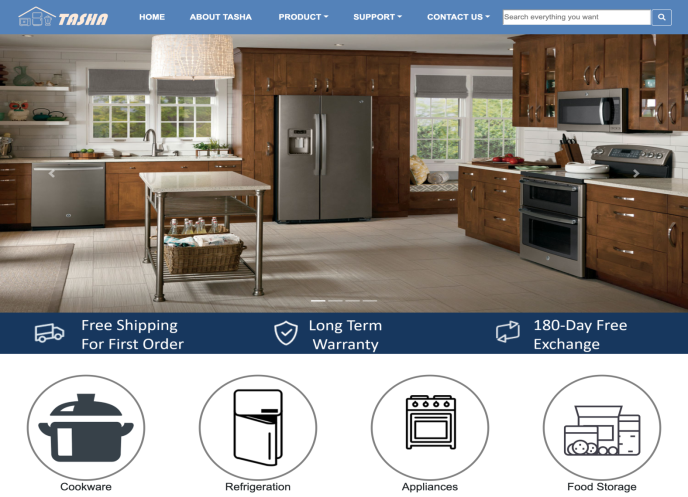 TASHA HOME ABOUT TASHA PRODUCT SUPPORT CONTACT US Search everything you want
Free Shipping
For First Order
Long Term
Warranty
180-Day Free
Exchange
Cookware Refrigeration Appliances Food Storage